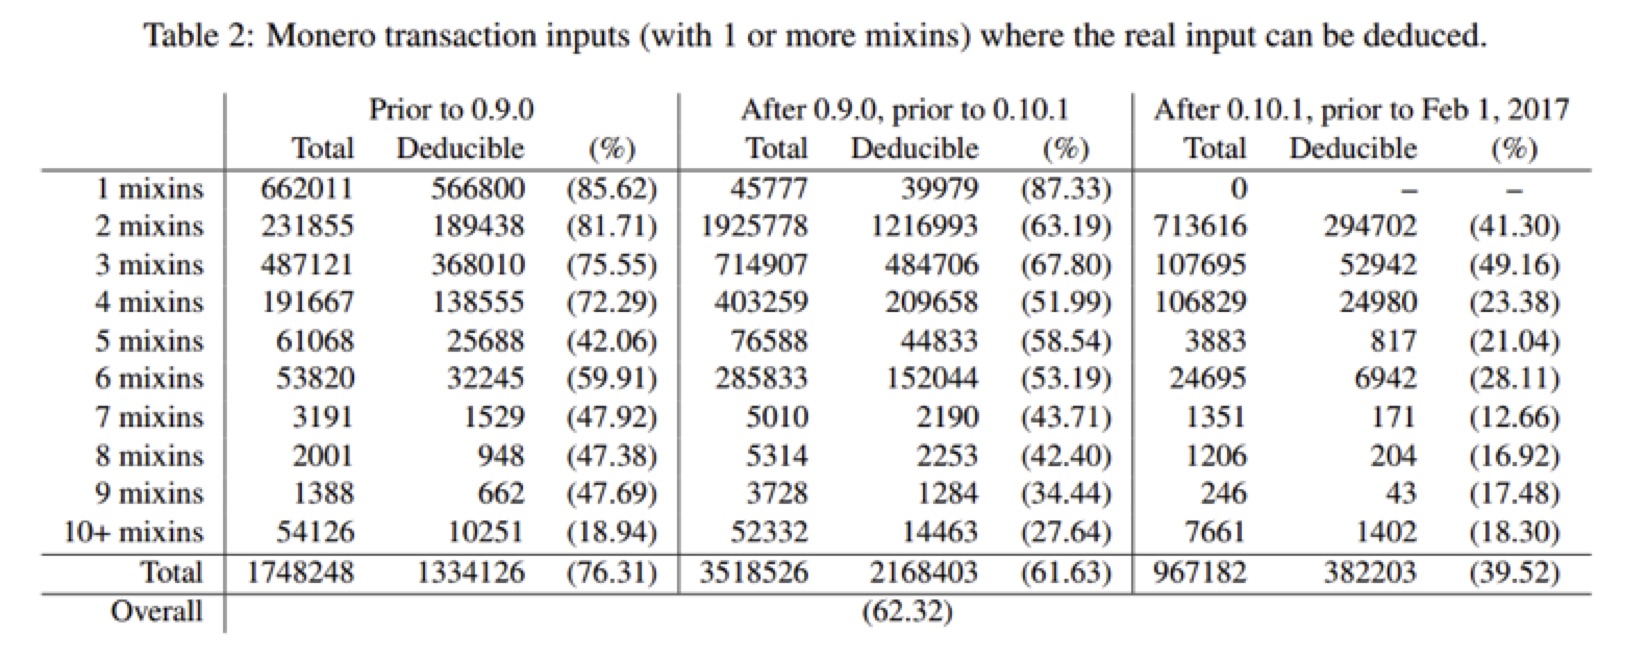 Table 2: Monero transaction inputs (with 1 or more mixins) where the real input can be deduced.
Prior to 0.9.0 After 0.9.0, prior to 0.10.1 After 0.10.1, prior to Feb 1, 2017
Total Deducible (%) Total Deducible (%) Total Deducible (%)
1 mixins 662011 566800 (85.62) 45777 39979 (87.33) 0 – –
2 mixins 231855 189438 (81.71) 1925778 1216993 (63.19) 713616 294702 (41.30)
3 mixins 487121 368010 (75.55) 714907 484706 (67.80) 107695 52942 (49.16)
4 mixins 191667 138555 (72.29) 403259 209658 (51.99) 106829 24980 (23.38)
5 mixins 61068 25688 (42.06) 76588 44833 (58.54) 3883 817 (21.04)
6 mixins 53820 32245 (59.91) 285833 152044 (53.19) 24695 6942 (28.11)
7 mixins 3191 1529 (47.92) 5010 2190 (43.71) 1351 171 (12.66)
8 mixins 2001 948 (47.38) 5314 2253 (42.40) 1206 204 (16.92)
9 mixins 1388 662 (47.69) 3728 1284 (34.44) 246 43 (17.48)
10+ mixins 54126 10251 (18.94) 52332 14463 (27.64) 7661 1402 (18.30)
Total 1748248 1334126 (76.31) 3518526 2168403 (61.63) 967182 382203 (39.52)
Overall (62.32)